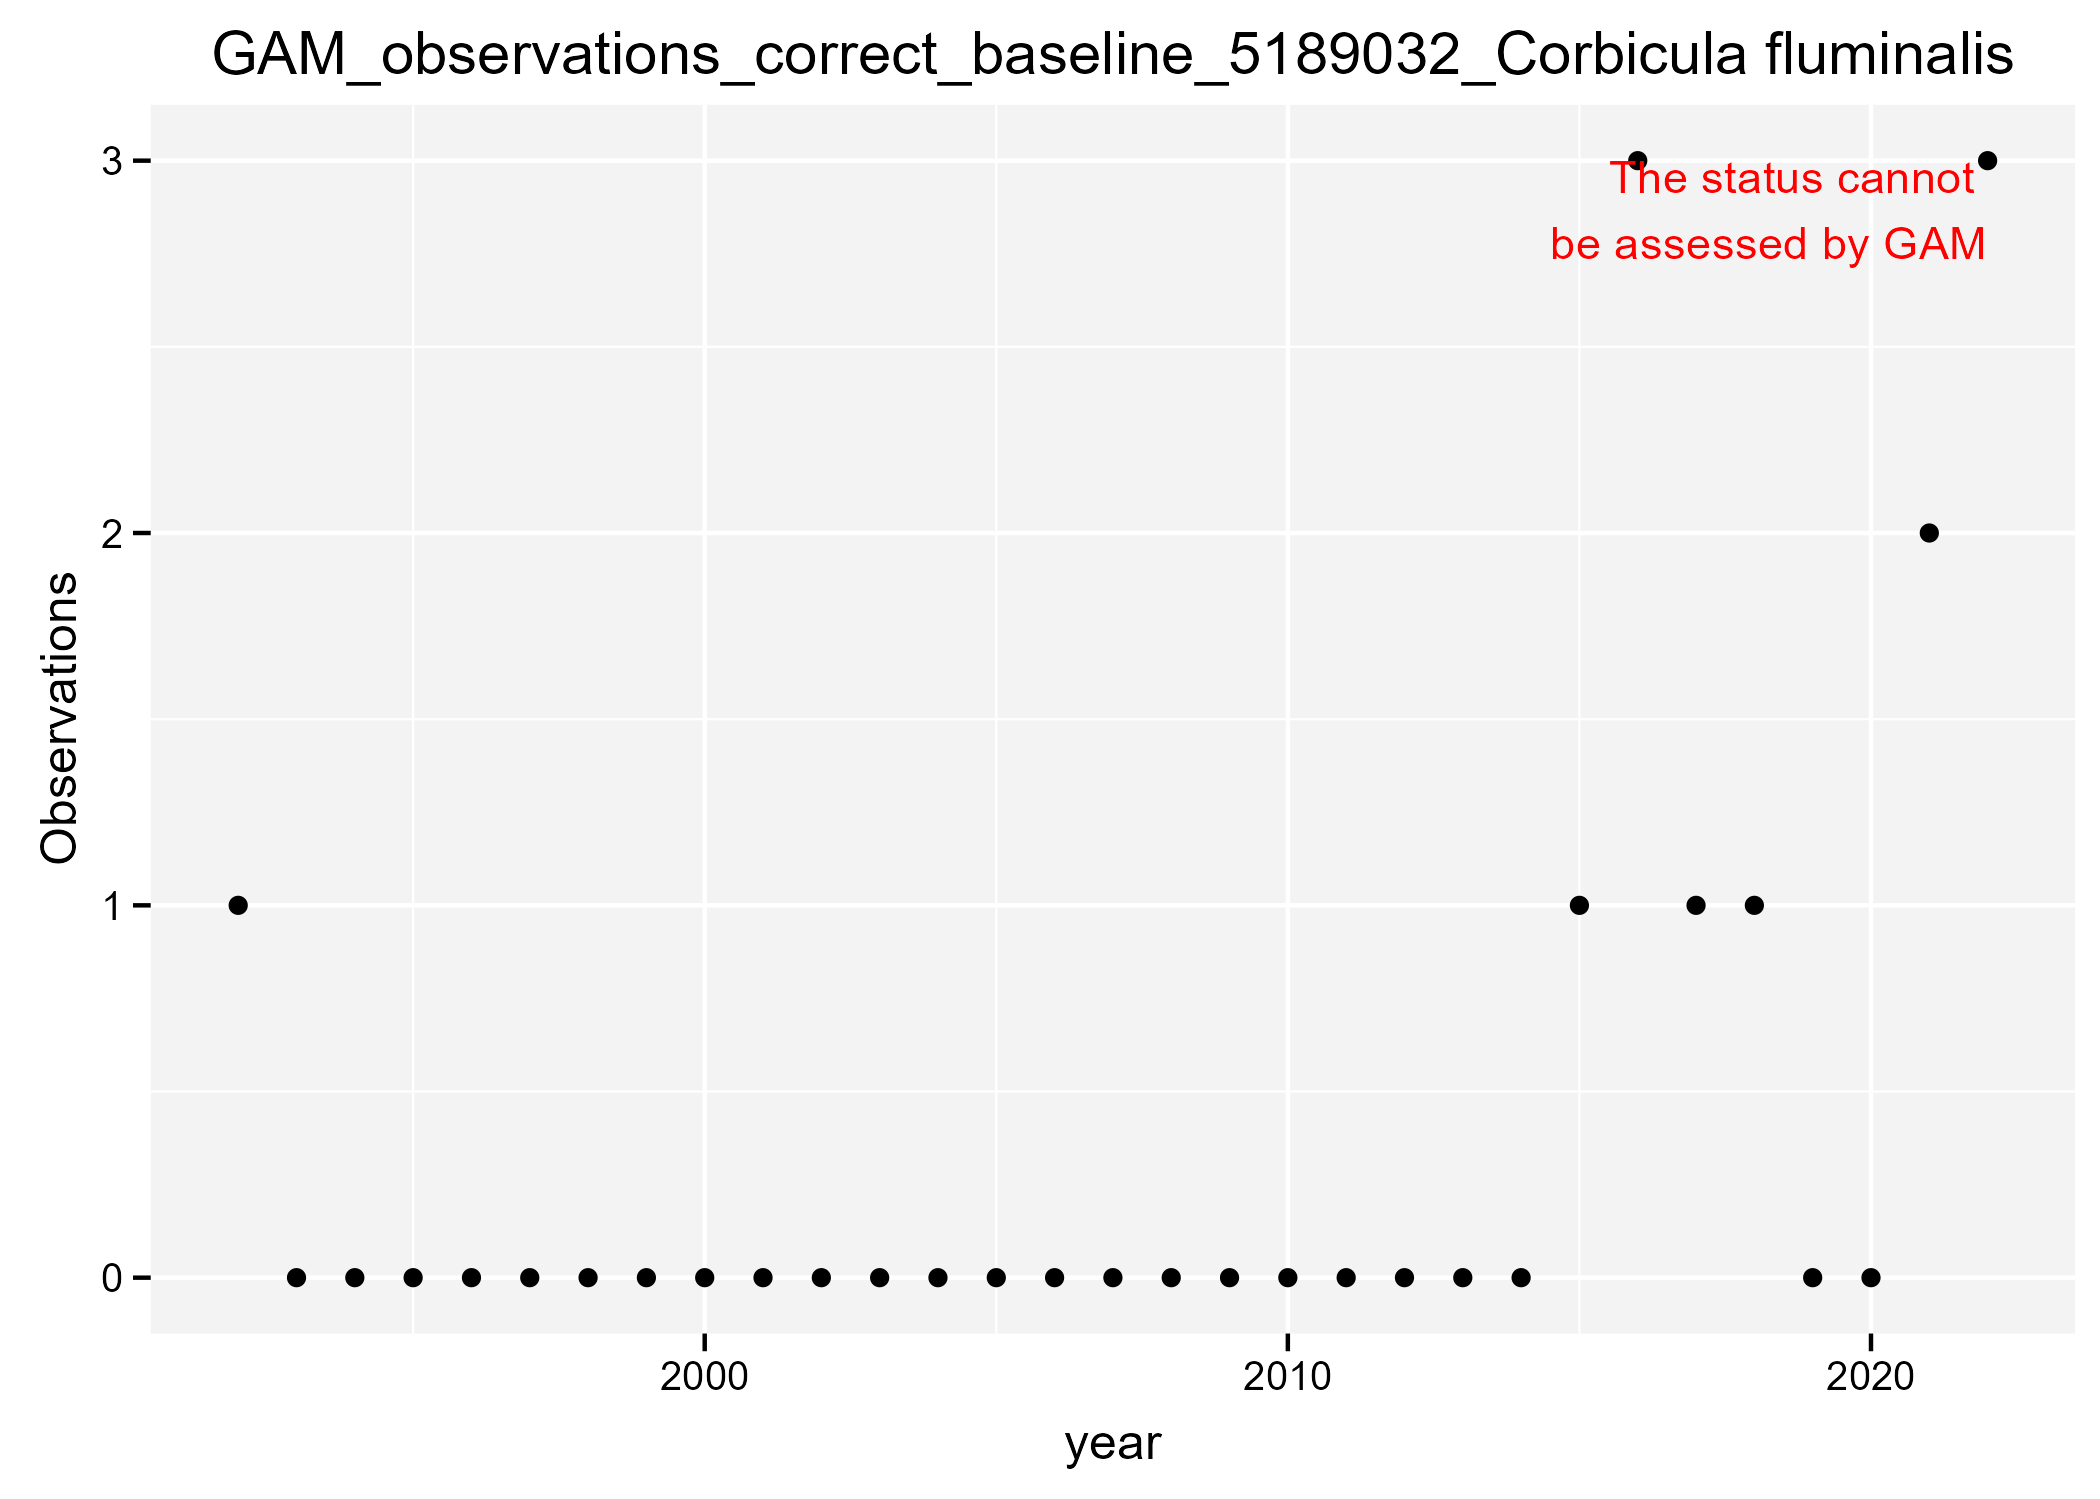 GAM_observations_correct_baseline_5189032_Corbicula fluminalis
3
The status cannot
be assessed by GAM
2
Observations
1
0
2000
2010
2020
year